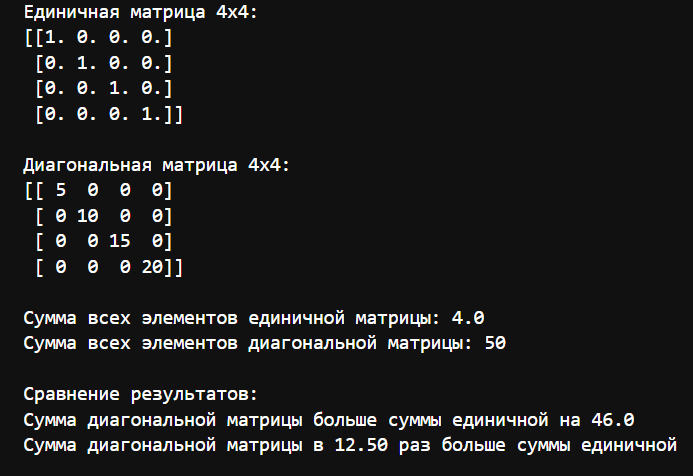 Единичная матрица 4x4:
[[1. 0. 0. 0.]
 [0. 1. 0. 0.]
 [0. 0. 1. 0.]
 [0. 0. 0. 1.]]
Диагональная матрица 4x4:
[[ 5  0  0  0]
 [ 0 10  0  0]
 [ 0  0 15  0]
 [ 0  0  0 20]]
Сумма всех элементов единичной матрицы: 4.0
Сумма всех элементов диагональной матрицы: 50
Сравнение результатов:
Сумма диагональной матрицы больше суммы единичной на 46.0
Сумма диагональной матрицы в 12.50 раз больше суммы единичной